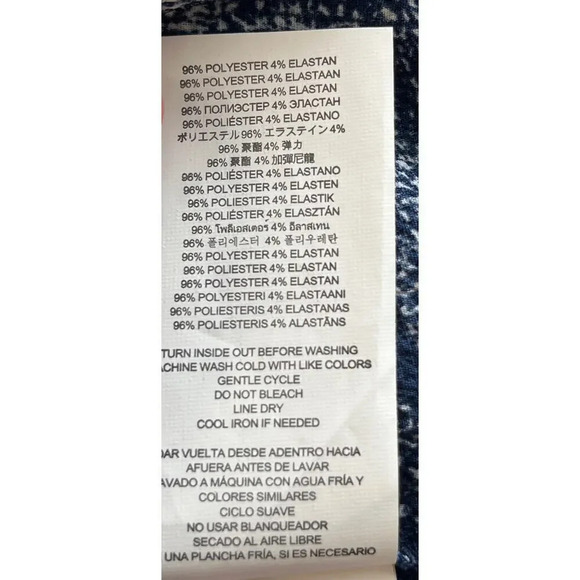 96% POLYESTER 4% ELASTAN
96% POLYESTER 4% ELASTAAN
96% POLYESTER 4% ELASTAN
96% ПОЛИЭСТЕР 4% ЭЛАСТАН
96% POLIÉSTER 4% ELASTANO
ポリエステル 96% エラステイン 4%
96% 聚酯 4% 弹力
96% 聚酯 4% 加彈尼龍
96% POLIÉSTER 4% ELASTANO
96% POLYESTER 4% ELASTEN
96% POLYESTER 4% ELASTIK
96% POLIÉSTER 4% ELASZTÁN
96% โพลีเอสเตอร์ 4% อีลาสเทน
96% 폴리에스터 4% 폴리우레탄
96% POLYESTER 4% ELASTAN
96% POLIESTER 4% ELASTAN
96% POLYESTER 4% ELASTAN
96% POLYESTERI 4% ELASTAANI
96% POLIESTERIS 4% ELASTANAS
96% POLIESTERIS 4% ALASTĀNS
TURN INSIDE OUT BEFORE WASHING
ACHINE WASH COLD WITH LIKE COLORS
GENTLE CYCLE
DO NOT BLEACH
LINE DRY
COOL IRON IF NEEDED
DAR VUELTA DESDE ADENTRO HACIA
AFUERA ANTES DE LAVAR
AVADO A MÁQUINA CON AGUA FRÍA Y
COLORES SIMILARES
CICLO SUAVE
NO USAR BLANQUEADOR
SECADO AL AIRE LIBRE
UNA PLANCHA FRÍA, SI ES NECESARIO